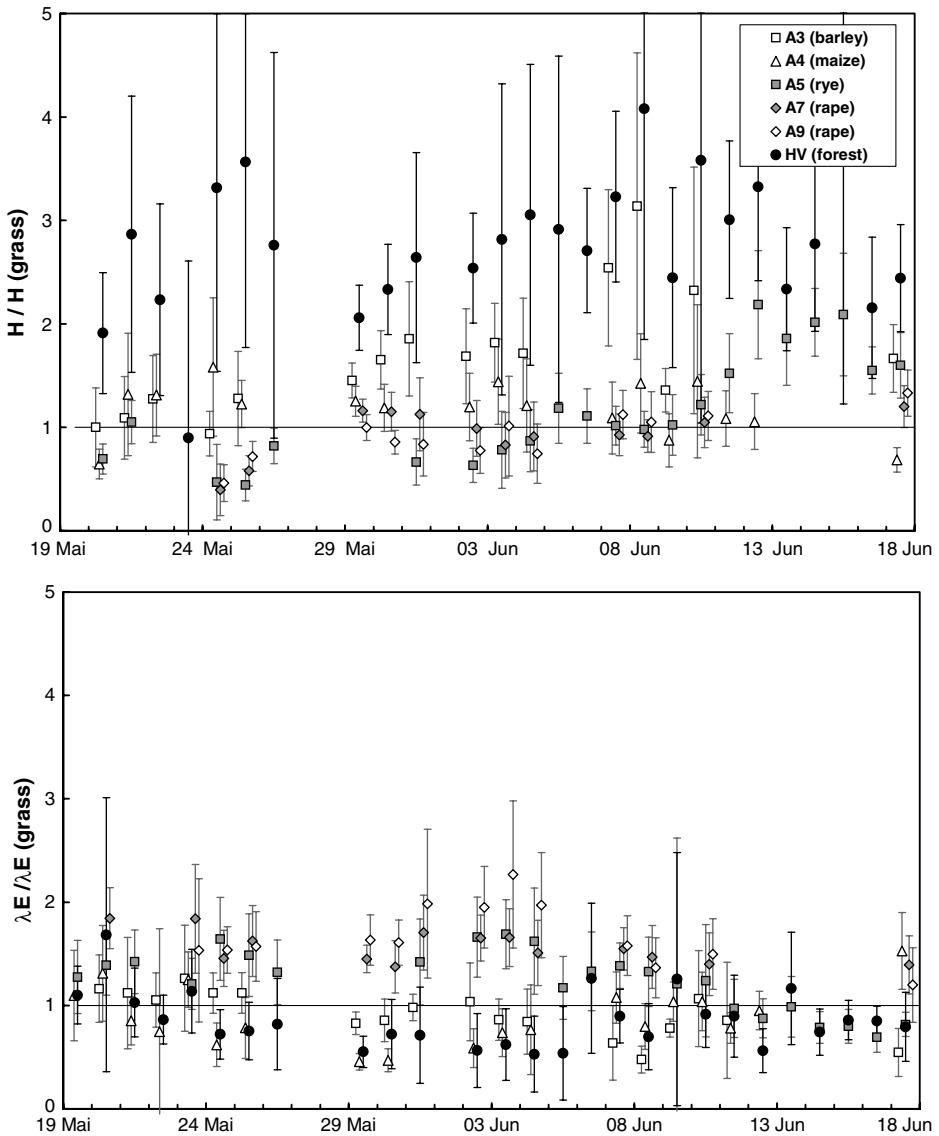 5
4
3
2
1
0
H / H (grass)
A3 (barley)
A4 (maize)
A5 (rye)
A7 (rape)
A9 (rape)
HV (forest)
19 Mai
24 Mai
29 Mai
03 Jun
08 Jun
13 Jun
18 Jun
5
4
3
2
1
0
λE / λE (grass)
19 Mai
24 Mai
29 Mai
03 Jun
08 Jun
13 Jun
18 Jun